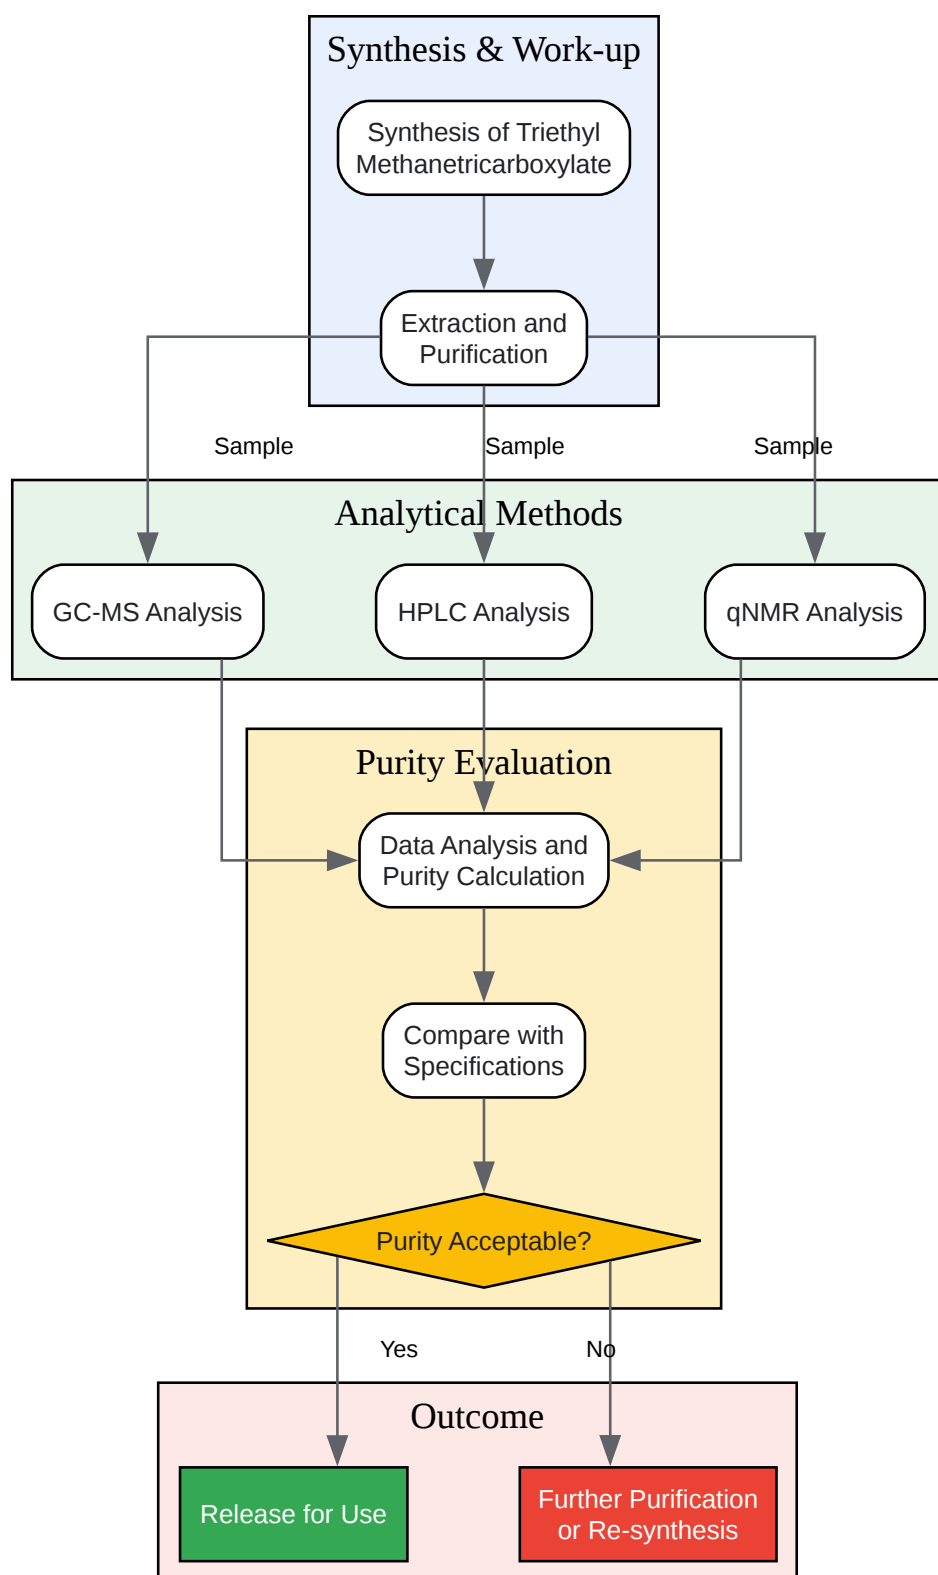 Synthesis & Work-up
Synthesis of Triethyl
Methanetricarboxylate
Extraction and
Purification
Sample
Sample
Sample
Analytical Methods
GC-MS Analysis
HPLC Analysis
qNMR Analysis
Purity Evaluation
Data Analysis and
Purity Calculation
Compare with
Specifications
Purity Acceptable?
Yes
No
Outcome
Release for Use
Further Purification
or Re-synthesis